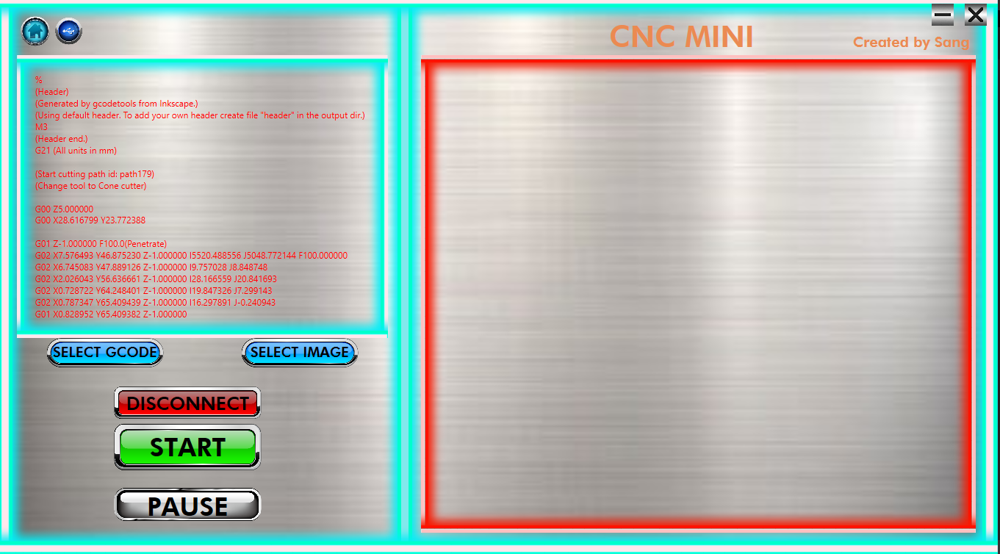 CNC MINI
Created by Sang
%
(Header)
(Generated by gcodetools from Inkscape.)
(Using default header. To add your own header create file "header" in the output dir.)
M3
(Header end.)
G21 (All units in mm)
(Start cutting path id: path179)
(Change tool to Cone cutter)
G00 Z5.000000
G00 X28.616799 Y23.772388
G01 Z-1.000000 F100.0(Penetrate)
G02 X7.576493 Y46.875230 Z-1.000000 I5520.488556 J5048.772144 F100.000000
G02 X6.745083 Y47.889126 Z-1.000000 I9.757028 J8.848748
G02 X2.026043 Y56.636661 Z-1.000000 I28.166559 J20.841693
G02 X0.728722 Y64.248401 Z-1.000000 I19.847326 J7.299143
G02 X0.787347 Y65.409439 Z-1.000000 I16.297891 J-0.240943
G01 X0.828952 Y65.409382 Z-1.000000
SELECT GCODE
SELECT IMAGE
DISCONNECT
START
PAUSE